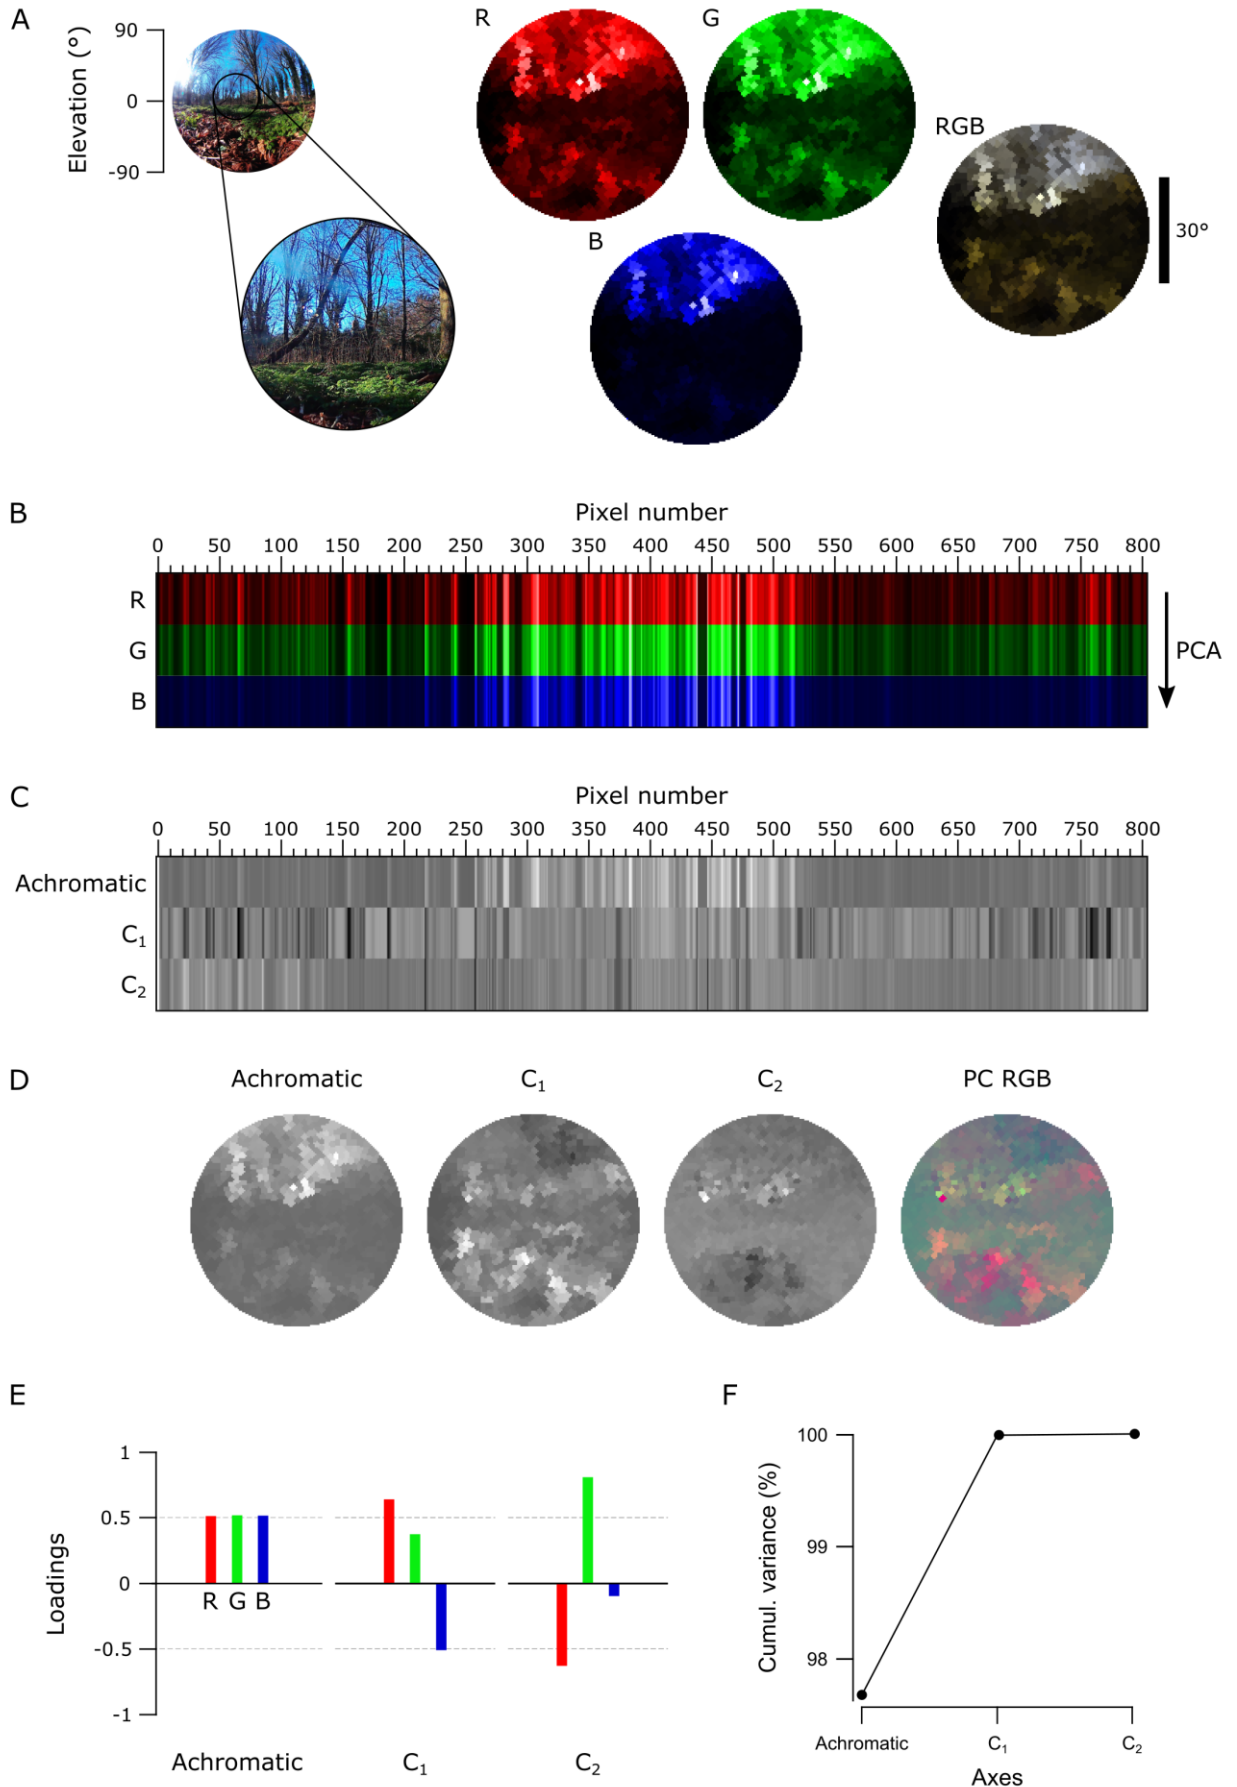 A
Elevation (°)
90
0
-90
R
G
B
RGB
30°
B
Pixel number
0 50 100 150 200 250 300 350 400 450 500 550 600 650 700 750 800
R
G
B
PCA
C
Pixel number
0 50 100 150 200 250 300 350 400 450 500 550 600 650 700 750 800
Achromatic
C1
C2
D
Achromatic C1 C2 PC RGB
E
Loadings
1
0.5
0
-0.5
-1
R G B
Achromatic C1 C2
F
Cumul. variance (%)
100
99
98
Achromatic C1 C2
Axes